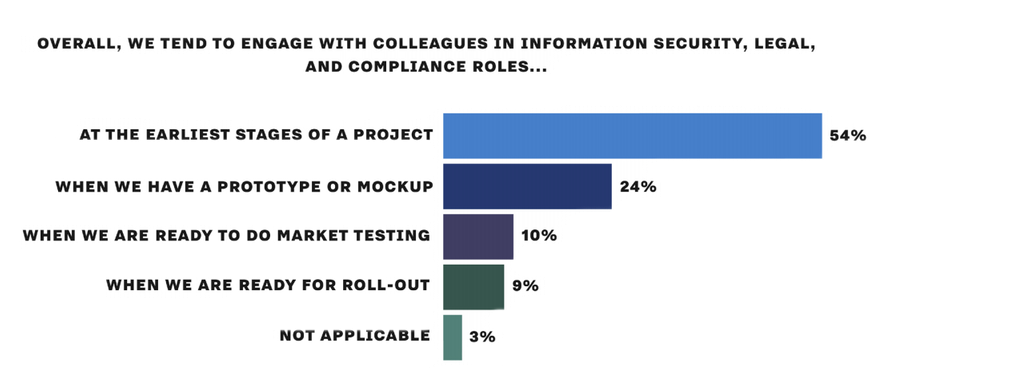 OVERALL, WE TEND TO ENGAGE WITH COLLEAGUES IN INFORMATION SECURITY, LEGAL,
AND COMPLIANCE ROLES...
AT THE EARLIEST STAGES OF A PROJECT 54%
WHEN WE HAVE A PROTOTYPE OR MOCKUP 24%
WHEN WE ARE READY TO DO MARKET TESTING 10%
WHEN WE ARE READY FOR ROLL-OUT 9%
NOT APPLICABLE 3%